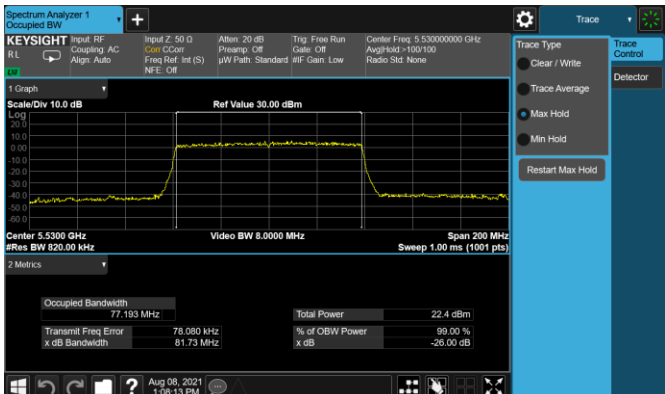 Spectrum Analyzer 1
Occupied BW
Trace
KEYSIGHT Input: RF Input Z: 50 Ω Atten: 20 dB Trig: Free Run Center Freq: 5.530000000 GHz
RL Coupling: AC Corr CCorr Preamp: Off Gate: Off Avg|Hold:>100/100
Align: Auto Freq Ref: Int (S) µW Path: Standard #IF Gain: Low Radio Std: None
NFE: Off
1 Graph
Scale/Div 10.0 dB Ref Value 30.00 dBm
Log
20.0
10.0
0.00
-10.0
-20.0
-30.0
-40.0
-50.0
-60.0
Center 5.5300 GHz Video BW 8.0000 MHz Span 200 MHz
#Res BW 820.00 kHz Sweep 1.00 ms (1001 pts)
2 Metrics
Occupied Bandwidth
77.193 MHz Total Power 22.4 dBm
Transmit Freq Error 78.080 kHz % of OBW Power 99.00 %
x dB Bandwidth 81.73 MHz x dB -26.00 dB
Aug 08, 2021
1:08:13 PM
Trace Type
Clear / Write
Trace Average
Max Hold
Min Hold
Restart Max Hold
Trace
Control
Detector